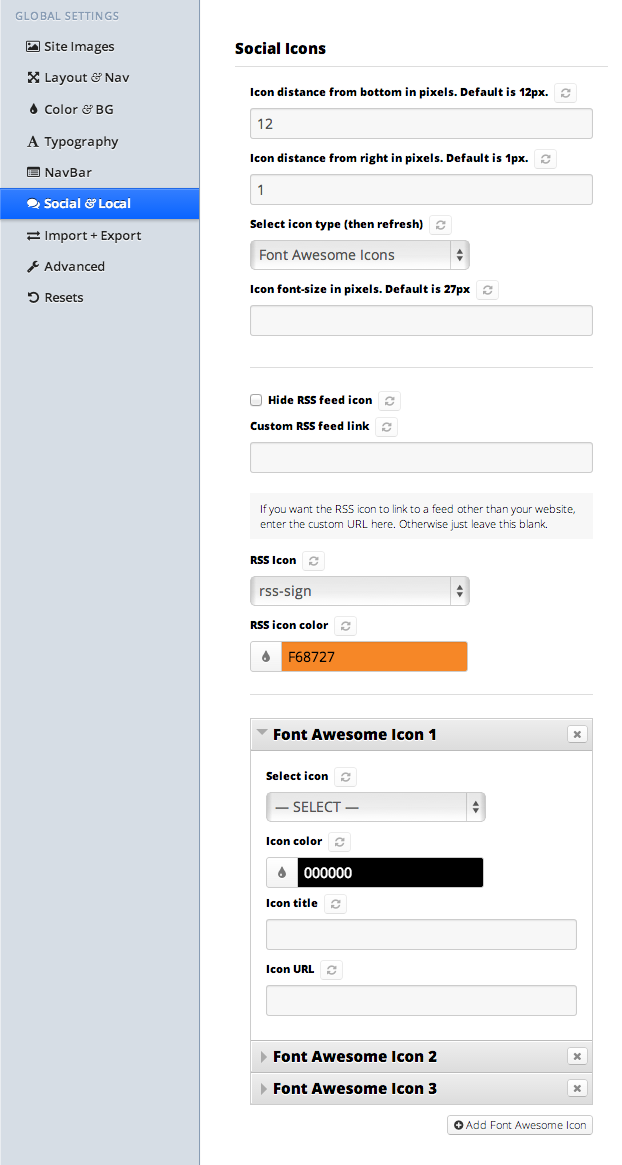 GLOBAL SETTINGS
Site Images
Layout & Nav
Color & BG
Typography
NavBar
Social & Local
Import + Export
Advanced
Resets
Social Icons
Icon distance from bottom in pixels. Default is 12px.
12
Icon distance from right in pixels. Default is 1px.
1
Select icon type (then refresh)
Font Awesome Icons
Icon font-size in pixels. Default is 27px
Hide RSS feed icon
Custom RSS feed link
If you want the RSS icon to link to a feed other than your website,
enter the custom URL here. Otherwise just leave this blank.
RSS Icon
rss-sign
RSS icon color
F68727
Font Awesome Icon 1
Select icon
— SELECT —
Icon color
000000
Icon title
Icon URL
Font Awesome Icon 2
Font Awesome Icon 3
Add Font Awesome Icon